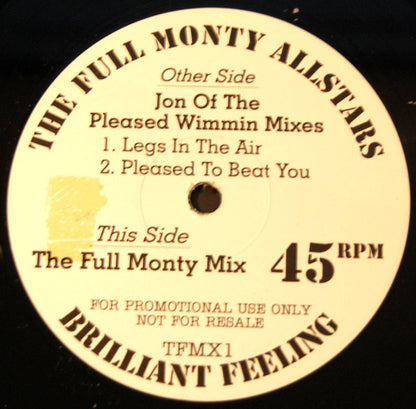 THE FULL MONTY ALLSTARS
Other Side
Jon Of The
Pleased Wimmin Mixes
1. Legs In The Air
2. Pleased To Beat You
This Side
The Full Monty Mix
45 RPM
FOR PROMOTIONAL USE ONLY
NOT FOR RESALE
TFMX1
BRILLIANT FEELING